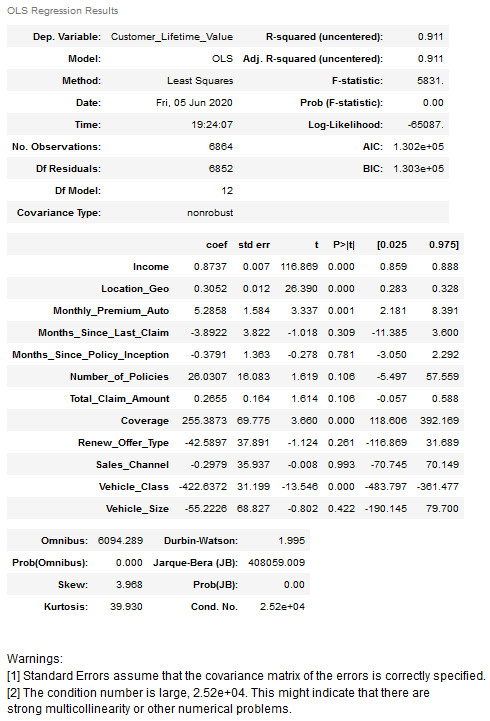 OLS Regression Results
Dep. Variable: Customer_Lifetime_Value R-squared (uncentered): 0.911
Model: OLS Adj. R-squared (uncentered): 0.911
Method: Least Squares F-statistic: 5831.
Date: Fri, 05 Jun 2020 Prob (F-statistic): 0.00
Time: 19:24:07 Log-Likelihood: -65087.
No. Observations: 6864 AIC: 1.302e+05
Df Residuals: 6852 BIC: 1.303e+05
Df Model: 12
Covariance Type: nonrobust
coef std err t P>|t| [0.025 0.975]
Income 0.8737 0.007 116.869 0.000 0.859 0.888
Location_Geo 0.3052 0.012 26.390 0.000 0.283 0.328
Monthly_Premium_Auto 5.2858 1.584 3.337 0.001 2.181 8.391
Months_Since_Last_Claim -3.8922 3.822 -1.018 0.309 -11.385 3.600
Months_Since_Policy_Inception -0.3791 1.363 -0.278 0.781 -3.050 2.292
Number_of_Policies 26.0307 16.083 1.619 0.106 -5.497 57.559
Total_Claim_Amount 0.2655 0.164 1.614 0.106 -0.057 0.588
Coverage 255.3873 69.775 3.660 0.000 118.606 392.169
Renew_Offer_Type -42.5897 37.891 -1.124 0.261 -116.869 31.689
Sales_Channel -0.2979 35.937 -0.008 0.993 -70.745 70.149
Vehicle_Class -422.6372 31.199 -13.546 0.000 -483.797 -361.477
Vehicle_Size -55.2226 68.827 -0.802 0.422 -190.145 79.700
Omnibus: 6094.289 Durbin-Watson: 1.995
Prob(Omnibus): 0.000 Jarque-Bera (JB): 408059.009
Skew: 3.968 Prob(JB): 0.00
Kurtosis: 39.930 Cond. No. 2.52e+04
Warnings:
[1] Standard Errors assume that the covariance matrix of the errors is correctly specified.
[2] The condition number is large, 2.52e+04. This might indicate that there are
strong multicollinearity or other numerical problems.